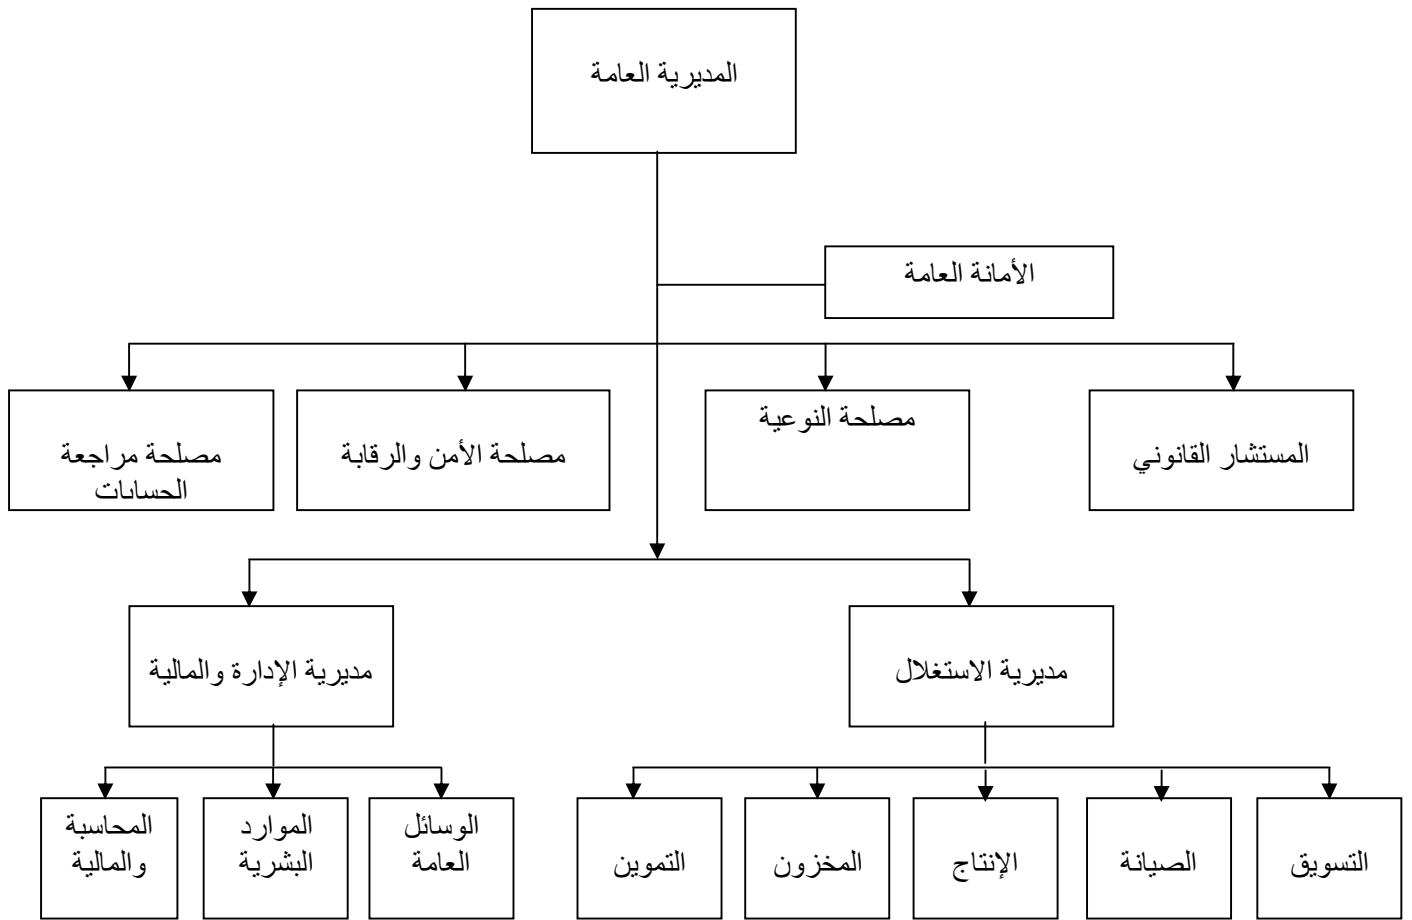 المديرية العامة
الأمانة العامة
المستشار القانوني
مصلحة النوعية
مصلحة الأمن والرقابة
مصلحة مراجعة
الحسابات
مديرية الاستغلال
مديرية الإدارة والمالية
التسويق
الصيانة
الإنتاج
المخزون
التموين
الوسائل
العامة
الموارد
البشرية
المحاسبة
والمالية